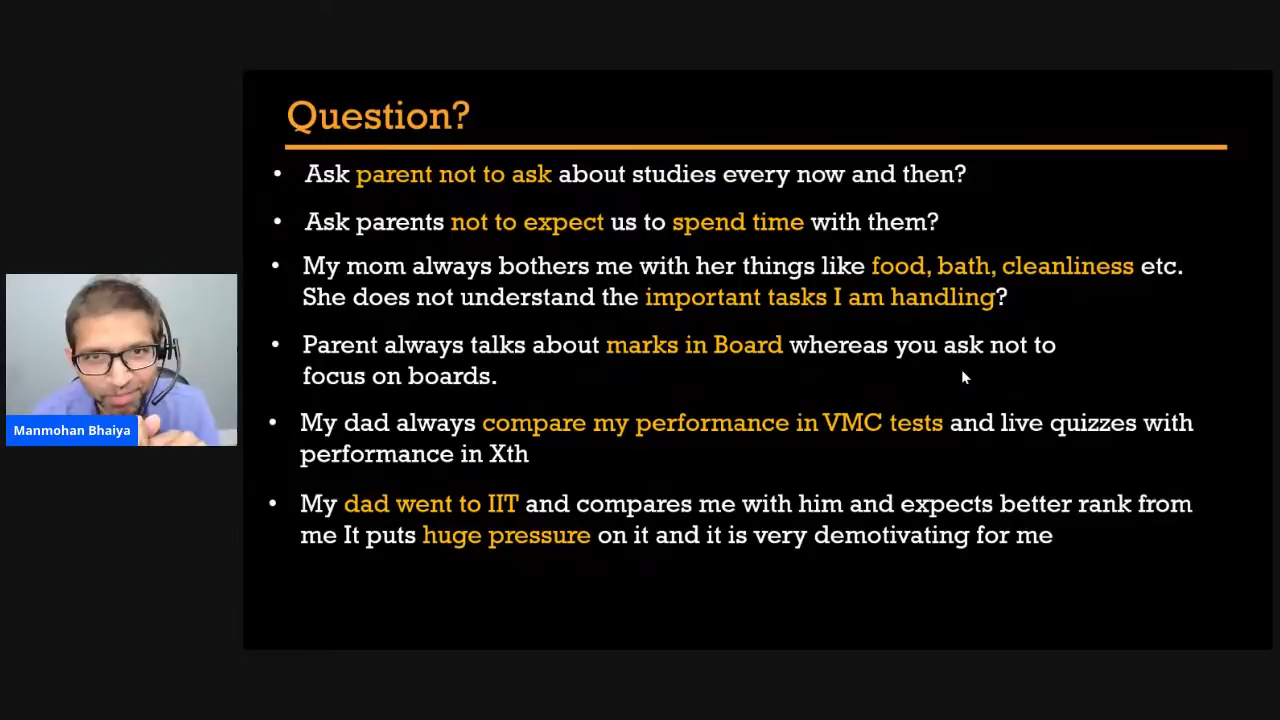 Question?
• Ask parent not to ask about studies every now and then?
• Ask parents not to expect us to spend time with them?
• My mom always bothers me with her things like food, bath, cleanliness etc.
She does not understand the important tasks I am handling?
• Parent always talks about marks in Board whereas you ask not to
focus on boards.
• My dad always compare my performance in VMC tests and live quizzes with
performance in Xth
• My dad went to IIT and compares me with him and expects better rank from
me It puts huge pressure on it and it is very demotivating for me
Manmohan Bhaiya